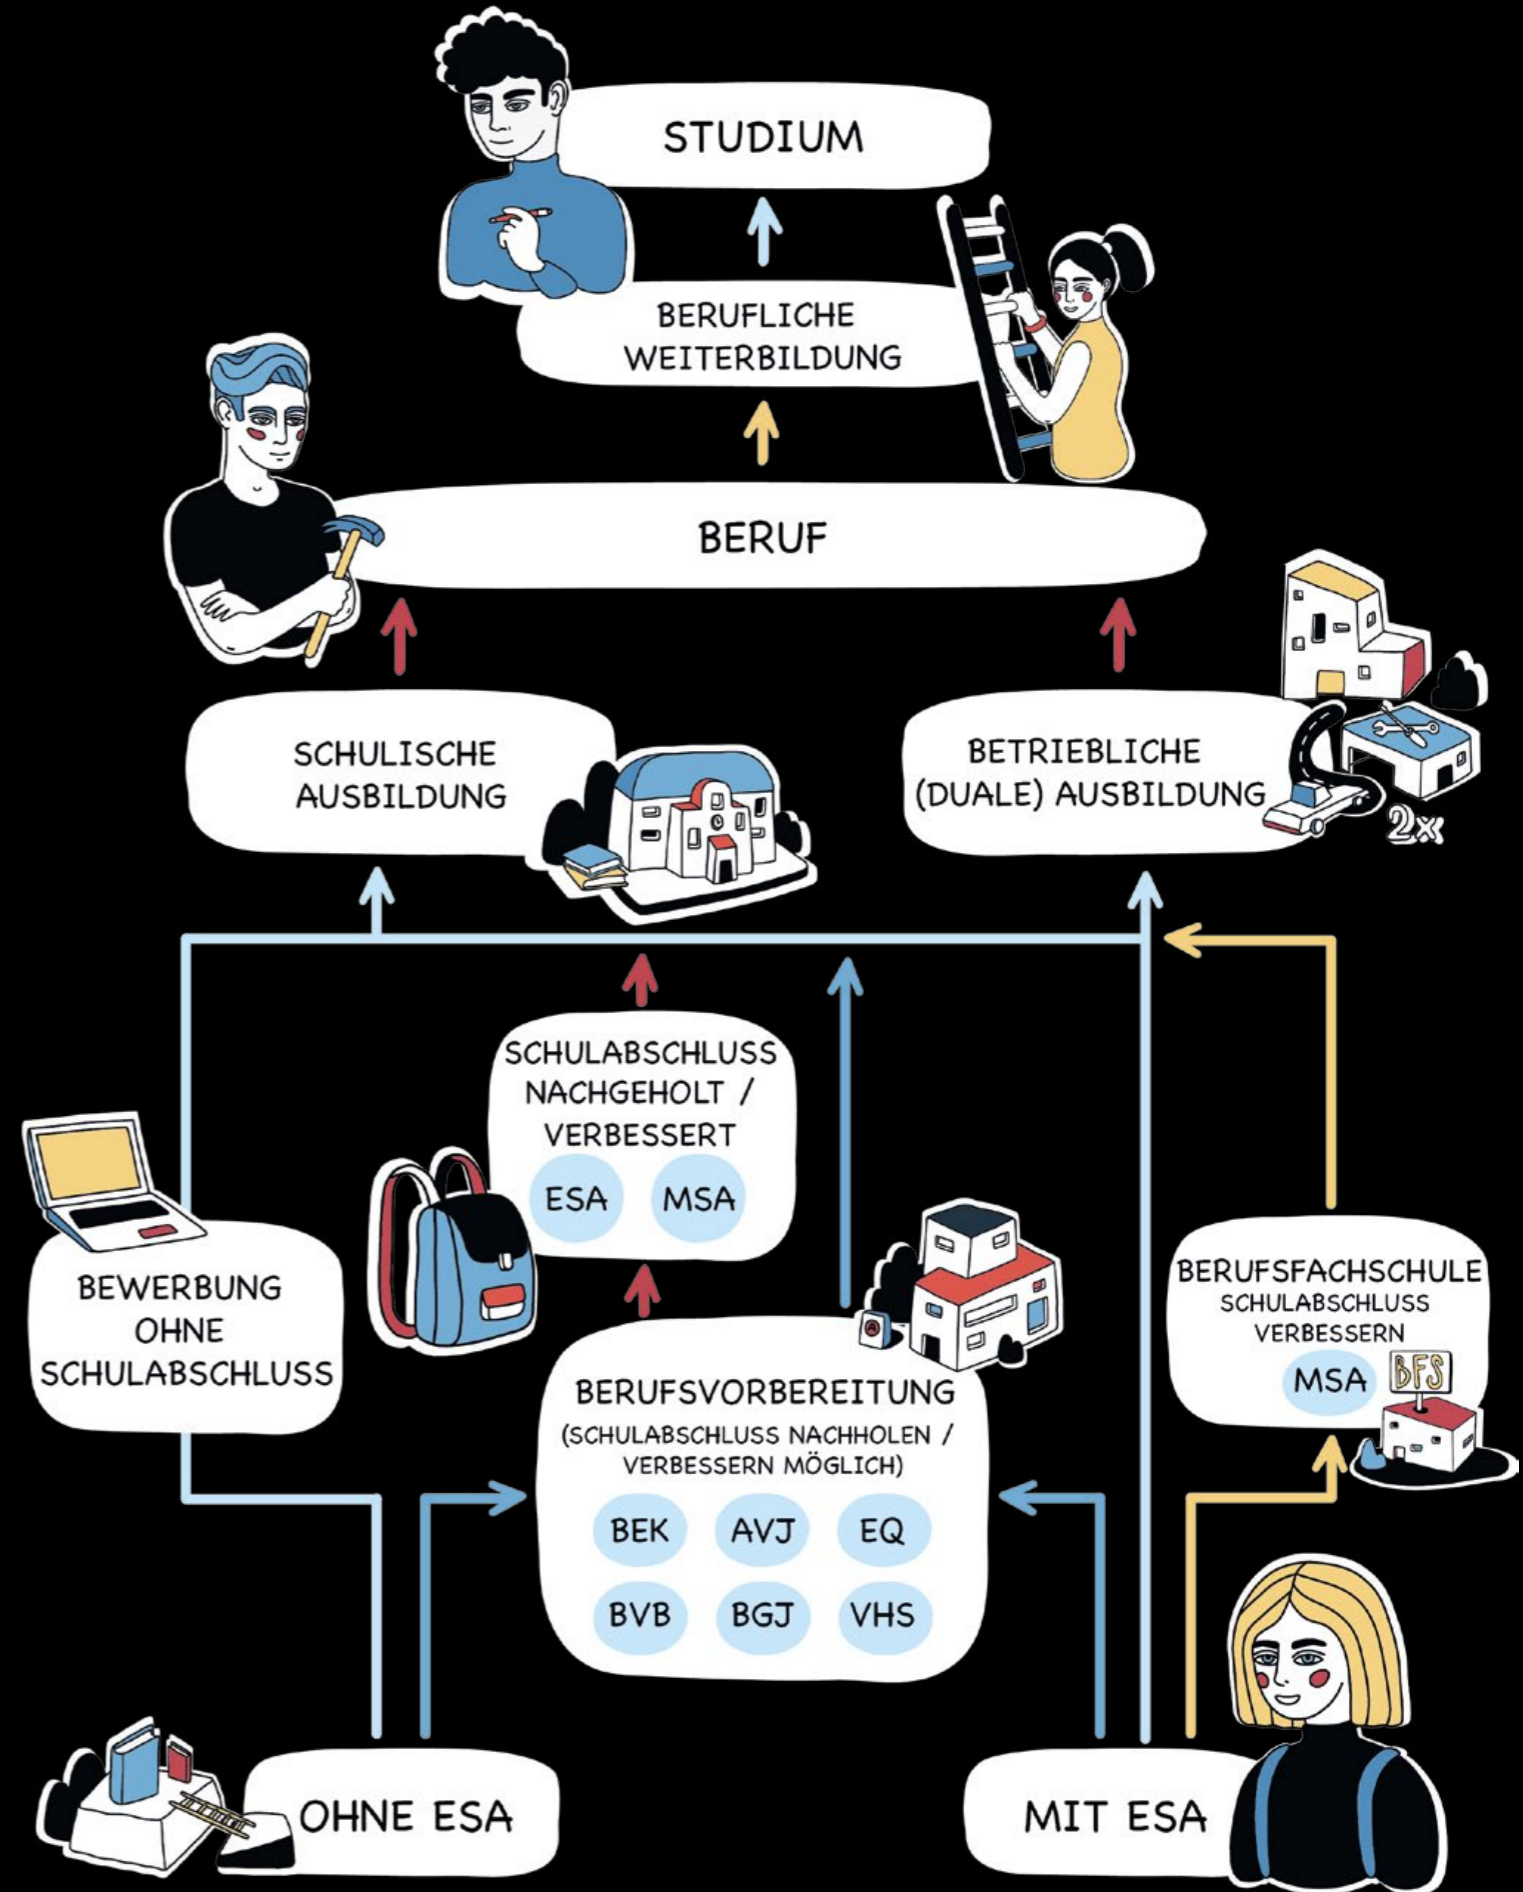 STUDIUM
BERUFLICHE
WEITERBILDUNG
BERUF
SCHULISCHE
AUSBILDUNG
BETRIEBLICHE
(DUALE) AUSBILDUNG
2x
SCHULABSCHLUSS
NACHGEHOLT /
VERBESSERT
ESA MSA
BEWERBUNG
OHNE
SCHULABSCHLUSS
BERUFSFACHSCHULE
SCHULABSCHLUSS
VERBESSERN
MSA
BFS
A
BERUFSVORBEREITUNG
(SCHULABSCHLUSS NACHHOLEN /
VERBESSERN MÖGLICH)
BEK AVJ EQ
BVB BGJ VHS
OHNE ESA
MIT ESA